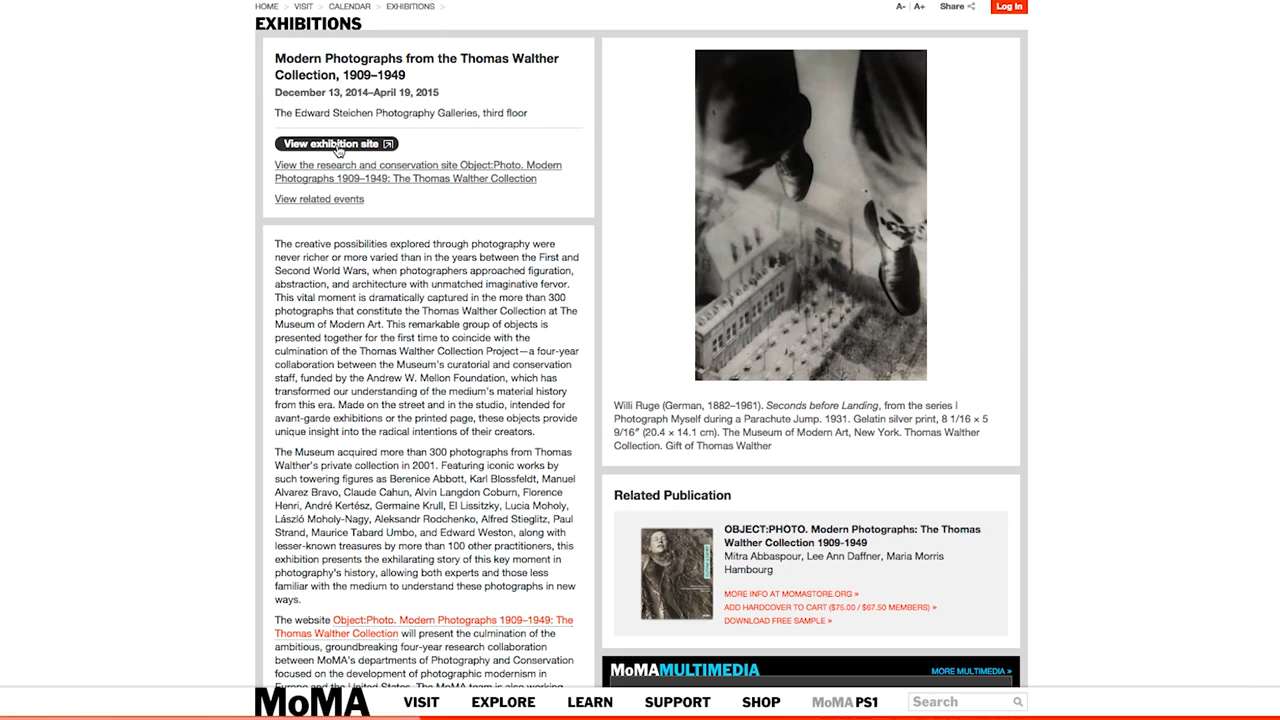 HOME > VISIT > CALENDAR > EXHIBITIONS >
A- | A+ Share Log In
EXHIBITIONS
Modern Photographs from the Thomas Walther
Collection, 1909–1949
December 13, 2014–April 19, 2015
The Edward Steichen Photography Galleries, third floor
View exhibition site
View the research and conservation site Object:Photo. Modern
Photographs 1909–1949: The Thomas Walther Collection
View related events
The creative possibilities explored through photography were
never richer or more varied than in the years between the First and
Second World Wars, when photographers approached figuration,
abstraction, and architecture with unmatched imaginative fervor.
This vital moment is dramatically captured in the more than 300
photographs that constitute the Thomas Walther Collection at The
Museum of Modern Art. This remarkable group of objects is
presented together for the first time to coincide with the
culmination of the Thomas Walther Collection Project—a four-year
collaboration between the Museum's curatorial and conservation
staff, funded by the Andrew W. Mellon Foundation, which has
transformed our understanding of the medium's material history
from this era. Made on the street and in the studio, intended for
avant-garde exhibitions or the printed page, these objects provide
unique insight into the radical intentions of their creators.
The Museum acquired more than 300 photographs from Thomas
Walther's private collection in 2001. Featuring iconic works by
such towering figures as Berenice Abbott, Karl Blossfeldt, Manuel
Alvarez Bravo, Claude Cahun, Alvin Langdon Coburn, Florence
Henri, André Kertész, Germaine Krull, El Lissitzky, Lucia Moholy,
László Moholy-Nagy, Aleksandr Rodchenko, Alfred Stieglitz, Paul
Strand, Maurice Tabard Umbo, and Edward Weston, along with
lesser-known treasures by more than 100 other practitioners, this
exhibition presents the exhilarating story of this key moment in
photography's history, allowing both experts and those less
familiar with the medium to understand these photographs in new
ways.
The website Object:Photo. Modern Photographs 1909–1949: The
Thomas Walther Collection will present the culmination of the
ambitious, groundbreaking four-year research collaboration
between MoMA's departments of Photography and Conservation
focused on the development of photographic modernism in
Europe and the United States. The MoMA team is also working
Willi Ruge (German, 1882–1961). Seconds before Landing, from the series I
Photograph Myself during a Parachute Jump. 1931. Gelatin silver print, 8 1/16 × 5
9/16″ (20.4 × 14.1 cm). The Museum of Modern Art, New York. Thomas Walther
Collection. Gift of Thomas Walther
Related Publication
OBJECT:PHOTO. Modern Photographs: The Thomas
Walther Collection 1909-1949
Mitra Abbaspour, Lee Ann Daffner, Maria Morris
Hambourg
MORE INFO AT MOMASTORE.ORG »
ADD HARDCOVER TO CART ($75.00 / $67.50 MEMBERS) »
DOWNLOAD FREE SAMPLE »
MoMAMULTIMEDIA MORE MULTIMEDIA »
MoMA VISIT EXPLORE LEARN SUPPORT SHOP MoMA PS1 Search